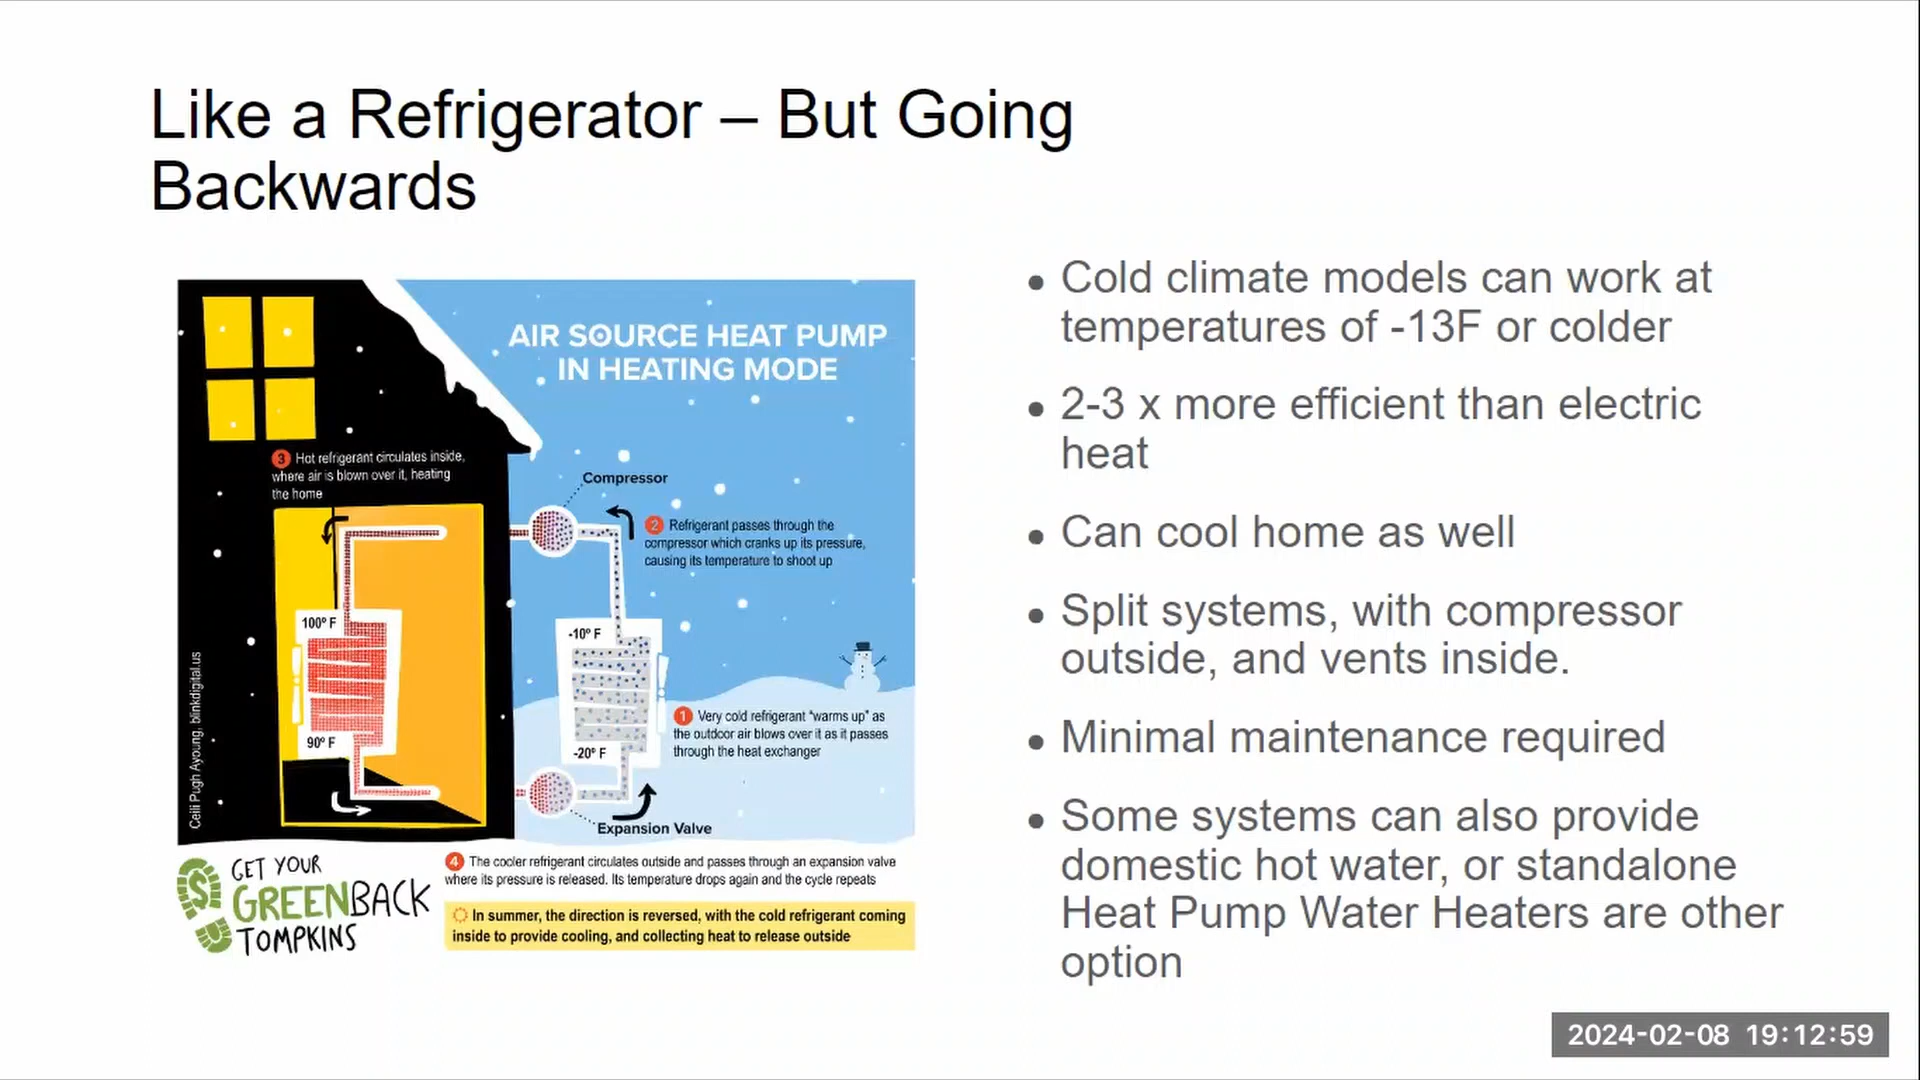 Like a Refrigerator – But Going
Backwards
AIR SOURCE HEAT PUMP
IN HEATING MODE
3 Hot refrigerant circulates inside,
where air is blown over it, heating
the home
Compressor
2 Refrigerant passes through the
compressor which cranks up its pressure,
causing its temperature to shoot up
100º F
-10º F
90º F
-20º F
1 Very cold refrigerant “warms up” as
the outdoor air blows over it as it passes
through the heat exchanger
Expansion Valve
Ceili Pugh Ayoung, blinkdigital.us
4 The cooler refrigerant circulates outside and passes through an expansion valve
where its pressure is released. Its temperature drops again and the cycle repeats
In summer, the direction is reversed, with the cold refrigerant coming
inside to provide cooling, and collecting heat to release outside
$
GET YOUR
GREENBACK
TOMPKINS
• Cold climate models can work at
temperatures of -13F or colder
• 2-3 x more efficient than electric
heat
• Can cool home as well
• Split systems, with compressor
outside, and vents inside.
• Minimal maintenance required
• Some systems can also provide
domestic hot water, or standalone
Heat Pump Water Heaters are other
option
2024-02-08 19:12:59